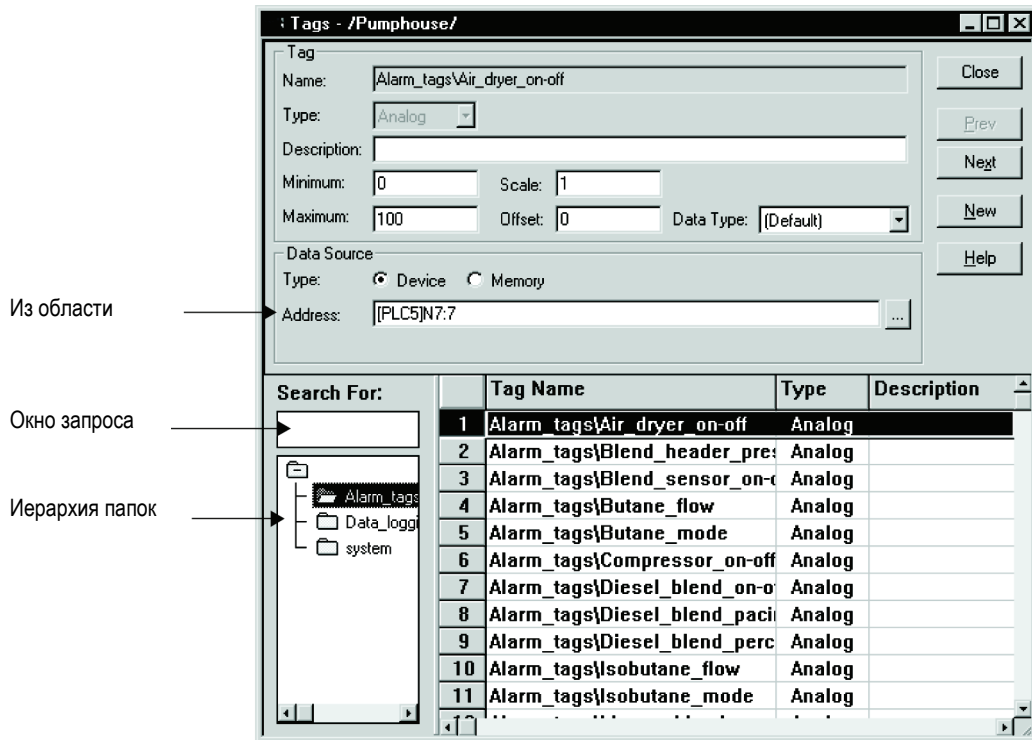 Tags - /Pumphouse/
Tag
Name: Alarm_tags\Air_dryer_on-off
Close
Type: Analog
Prev
Description:
Next
Minimum: 0 Scale: 1
Maximum: 100 Offset: 0 Data Type: (Default)
New
Data Source
Help
Type: Device Memory
Из области
Address: [PLC5]N7:7 ...
Search For:
Tag Name Type Description
Окно запроса
1 Alarm_tags\Air_dryer_on-off Analog
2 Alarm_tags\Blend_header_pres Analog
3 Alarm_tags\Blend_sensor_on-o Analog
Иерархия папок
Alarm_tags
4 Alarm_tags\Butane_flow Analog
Data_loggi
5 Alarm_tags\Butane_mode Analog
system
6 Alarm_tags\Compressor_on-off Analog
7 Alarm_tags\Diesel_blend_on-o Analog
8 Alarm_tags\Diesel_blend_paci Analog
9 Alarm_tags\Diesel_blend_perc Analog
10 Alarm_tags\Isobutane_flow Analog
11 Alarm_tags\Isobutane_mode Analog